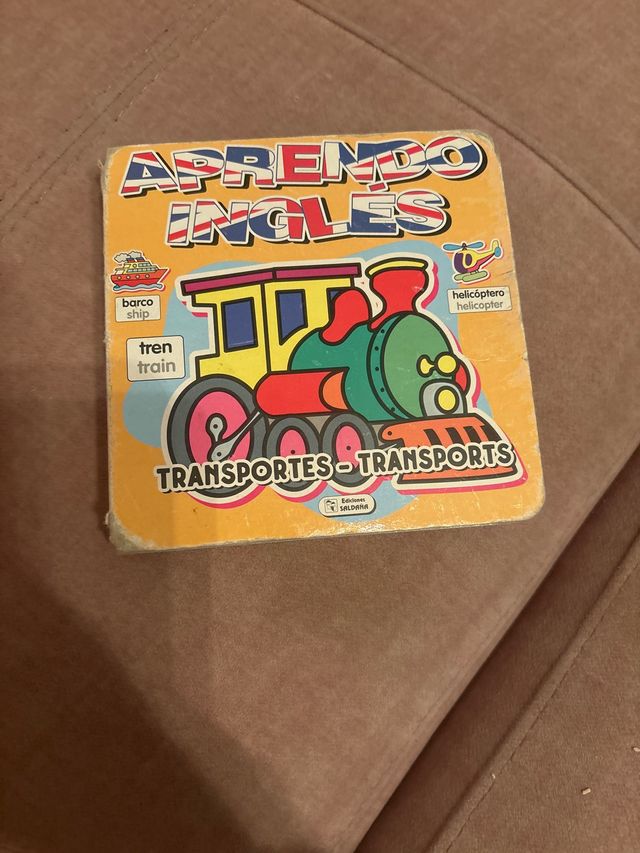 APRENDO
INGLÉS
barco
ship
helicóptero
helicopter
tren
train
TRANSPORTES - TRANSPORTS
Ediciones
SALDAÑA